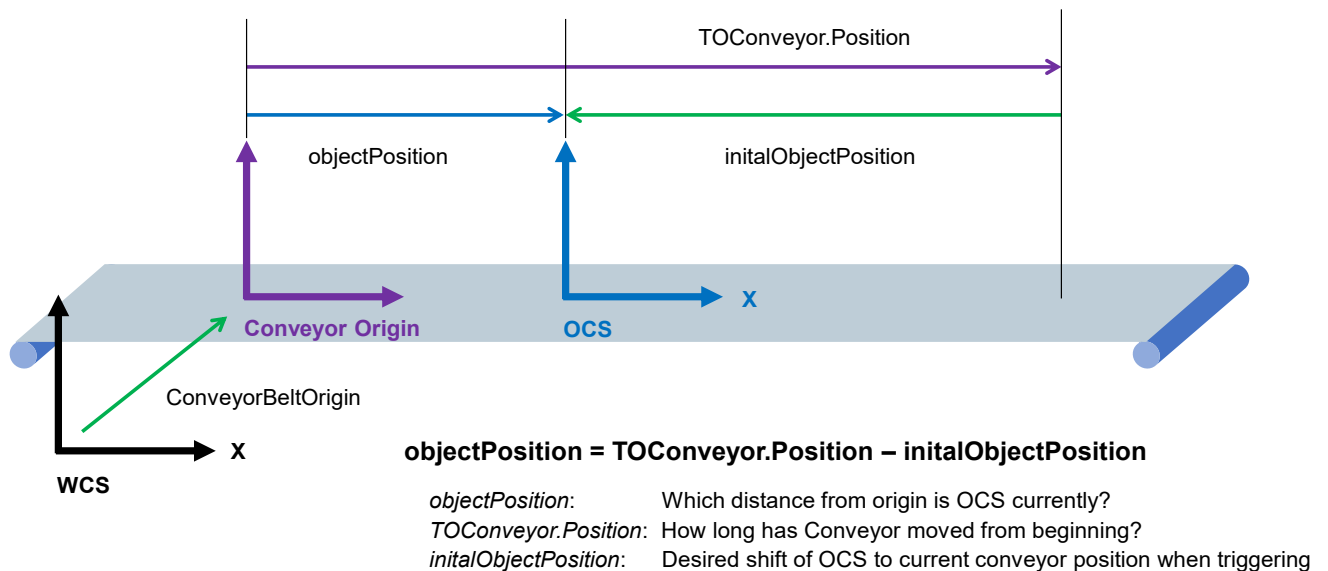 TOConveyor.Position
objectPosition
initalObjectPosition
X
Conveyor Origin
OCS
ConveyorBeltOrigin
X
WCS
objectPosition = TOConveyor.Position – initalObjectPosition
objectPosition: Which distance from origin is OCS currently?
TOConveyor.Position: How long has Conveyor moved from beginning?
initalObjectPosition: Desired shift of OCS to current conveyor position when triggering